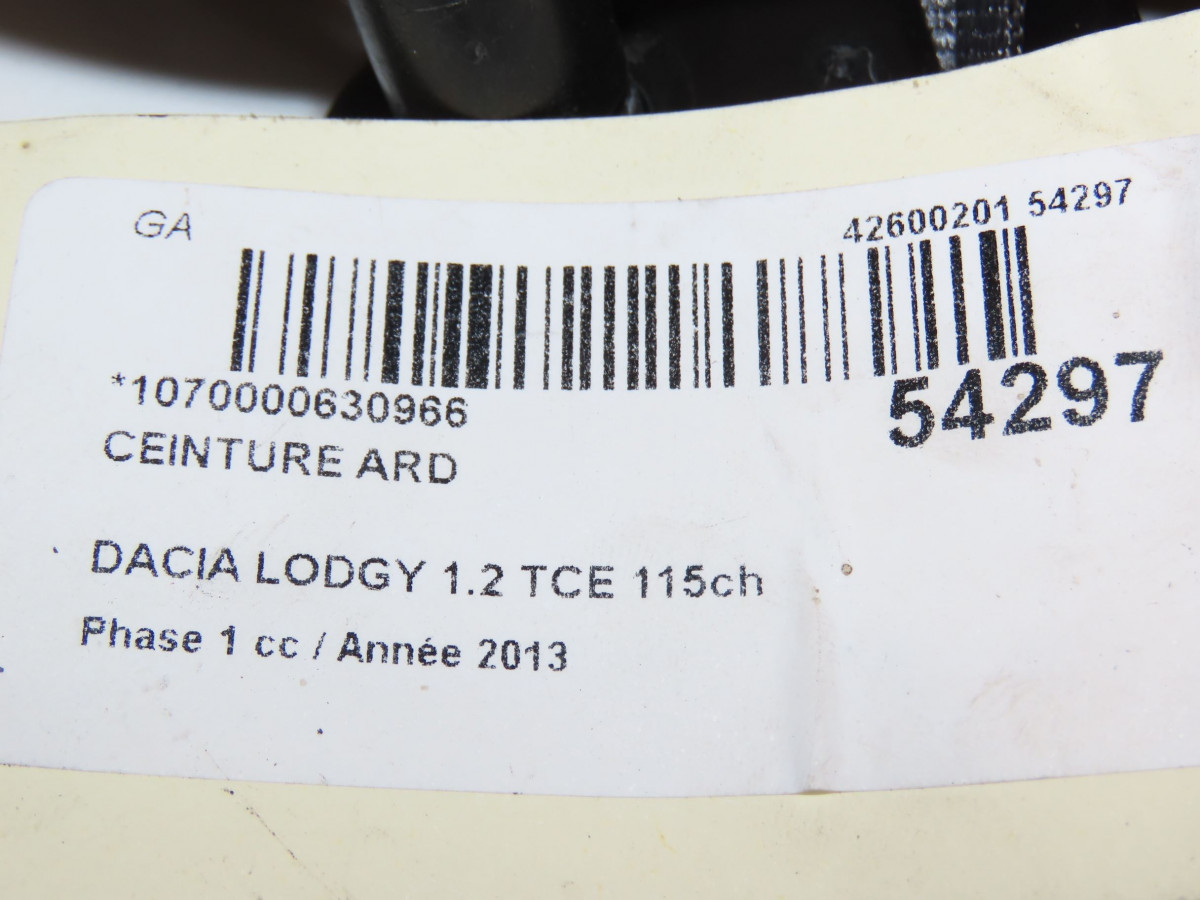 GA
42600201 54297
*1070000630966
54297
CEINTURE ARD
DACIA LODGY 1.2 TCE 115ch
Phase 1 cc / Année 2013